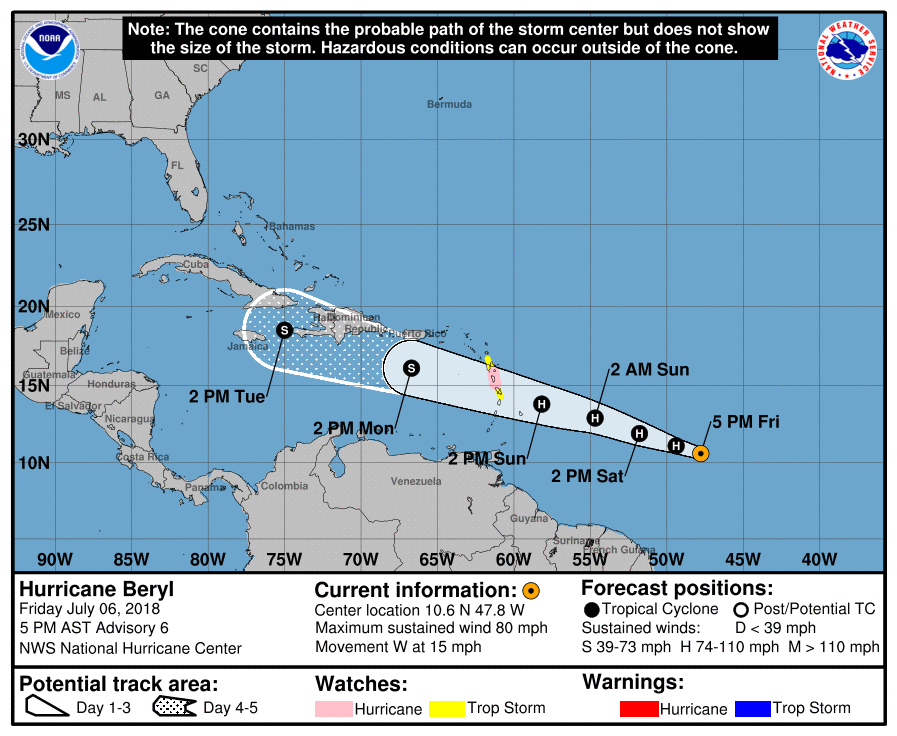 Note: The cone contains the probable path of the storm center but does not show
the size of the storm. Hazardous conditions can occur outside of the cone.
NOAA
NATIONAL WEATHER SERVICE
SC
MS
AL
GA
Bermuda
30N
FL
25N
Bahamas
Cuba
20N
Mexico
Dominican
Republic
Puerto Rico
Jamaica
Belize
2 AM Sun
Guatemala
15N
Honduras
2 PM Tue
El Salvador
Nicaragua
5 PM Fri
2 PM Mon
Costa Rica
2 PM Sun
10N
2 PM Sat
Panama
Colombia
Venezuela
Guyana
Suriname
French Guiana
S
S
H
H
H
H
90W 85W 80W 75W 70W 65W 60W 55W 50W 45W 40W
Hurricane Beryl
Friday July 06, 2018
5 PM AST Advisory 6
NWS National Hurricane Center
Current information:
Center location 10.6 N 47.8 W
Maximum sustained wind 80 mph
Movement W at 15 mph
Forecast positions:
Tropical Cyclone Post/Potential TC
Sustained winds: D < 39 mph
S 39-73 mph H 74-110 mph M > 110 mph
Potential track area:
Day 1-3 Day 4-5
Watches:
Hurricane Trop Storm
Warnings:
Hurricane Trop Storm